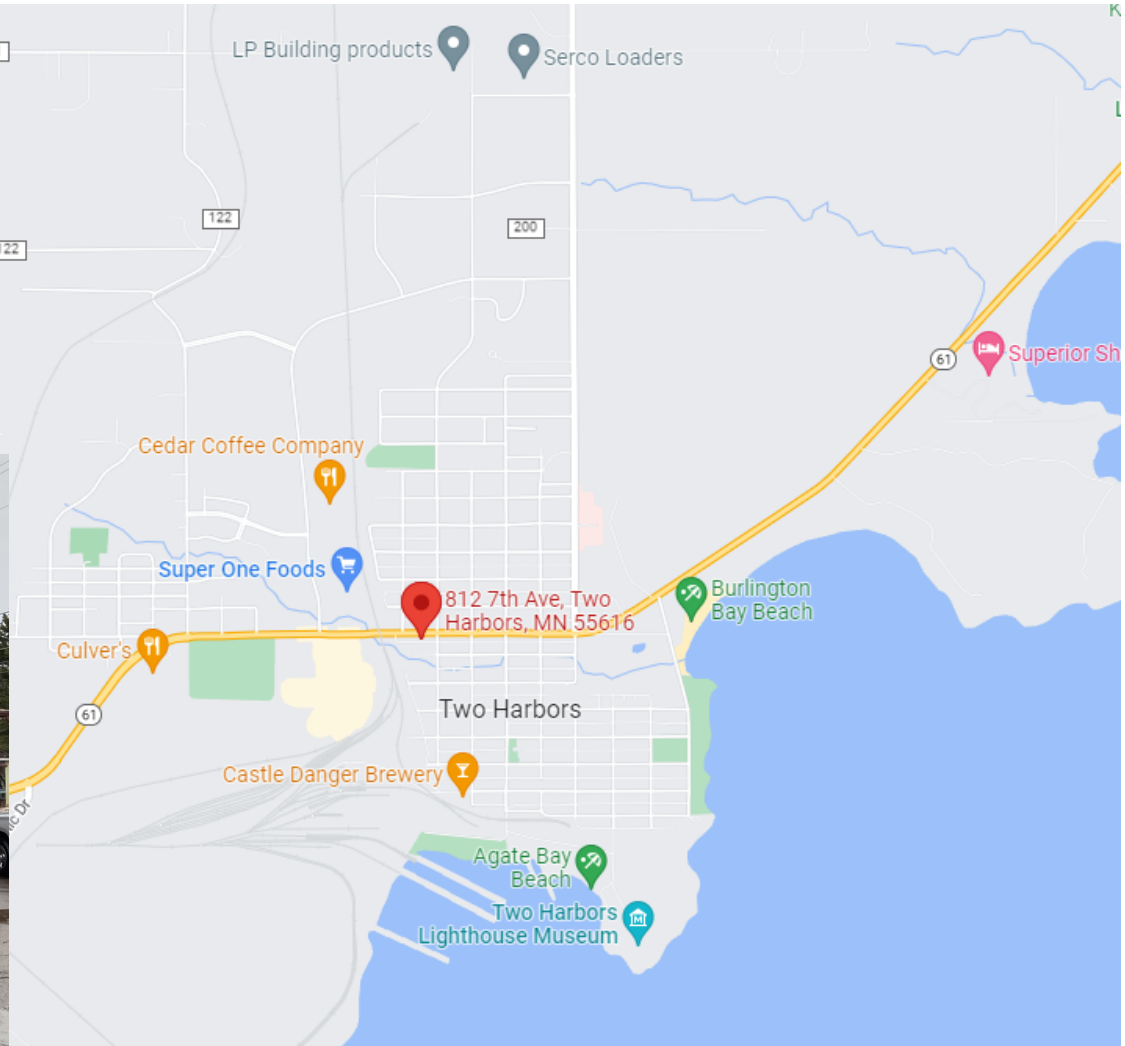 K
LP Building products
Serco Loaders
L
122
200
122
61
Superior Sh
Cedar Coffee Company
Super One Foods
812 7th Ave, Two
Harbors, MN 55616
Burlington
Bay Beach
Culver's
61
Two Harbors
Castle Danger Brewery
ic Dr
Agate Bay
Beach
Two Harbors
Lighthouse Museum